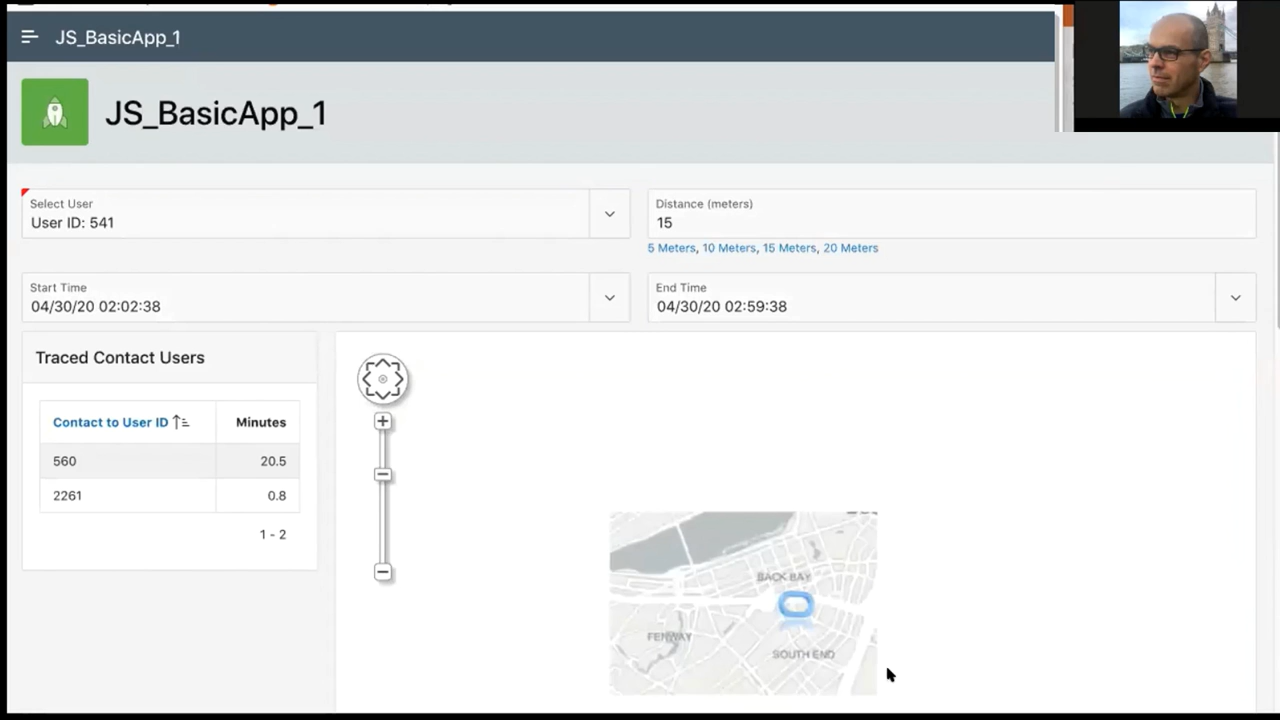 JS_BasicApp_1
JS_BasicApp_1
Select User
User ID: 541
Distance (meters)
15
5 Meters, 10 Meters, 15 Meters, 20 Meters
Start Time
04/30/20 02:02:38
End Time
04/30/20 02:59:38
Traced Contact Users
Contact to User ID Minutes
560 20.5
2261 0.8
1 - 2
BACK BAY
FENWAY
SOUTH END